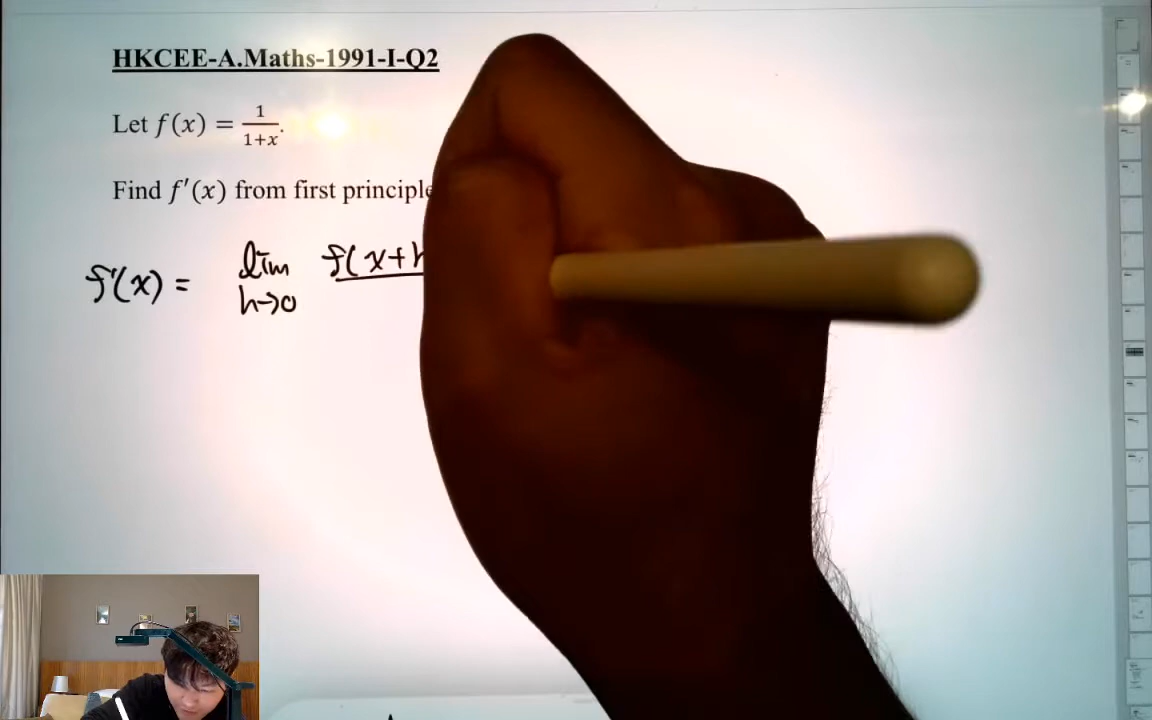 HKCEE-A.Maths-1991-I-Q2
Let f(x) = 1/(1+x).
Find f'(x) from first principle
f'(x) = lim h→0 f(x+h